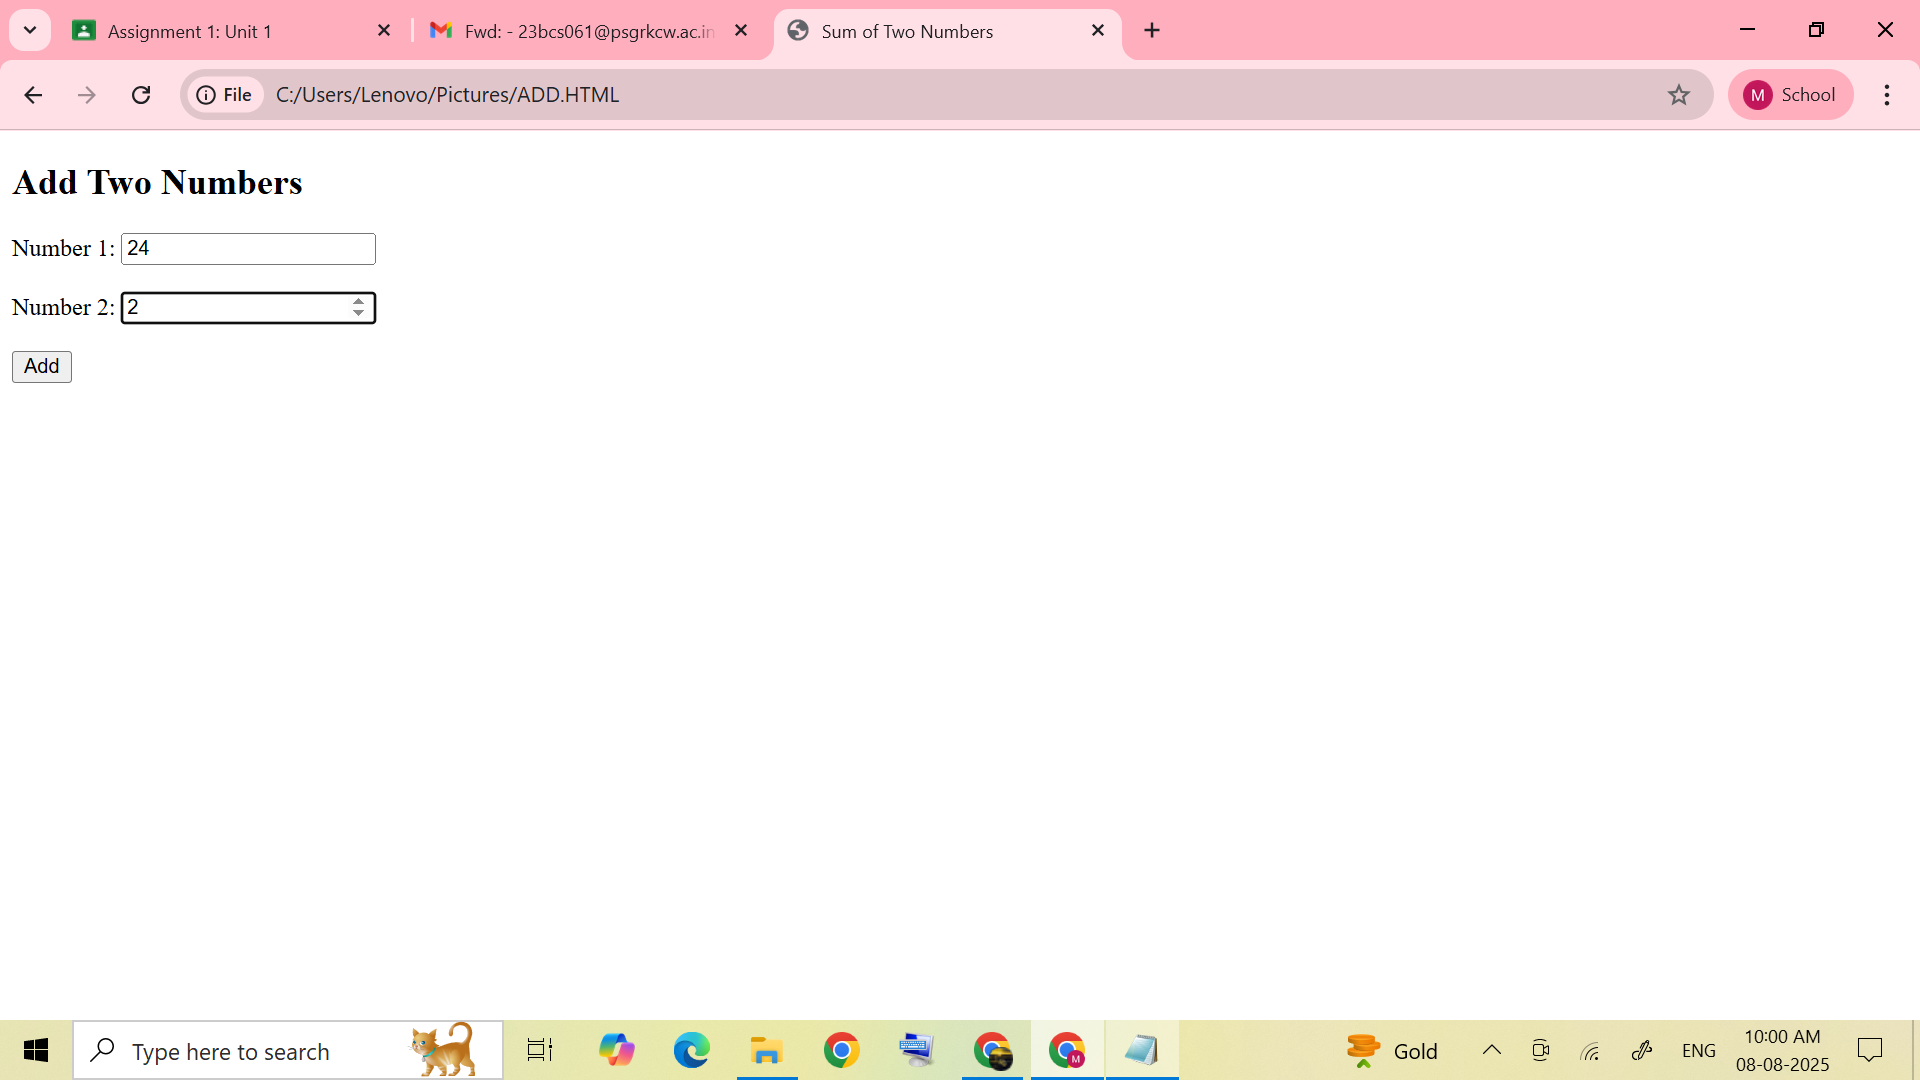 Assignment 1: Unit 1
Fwd: - 23bcs061@psgrkcw.ac.in
Sum of Two Numbers
File
C:/Users/Lenovo/Pictures/ADD.HTML
M
School
Add Two Numbers
Number 1: 24
Number 2: 2
Add
Type here to search
M
Gold
ENG
10:00 AM
08-08-2025